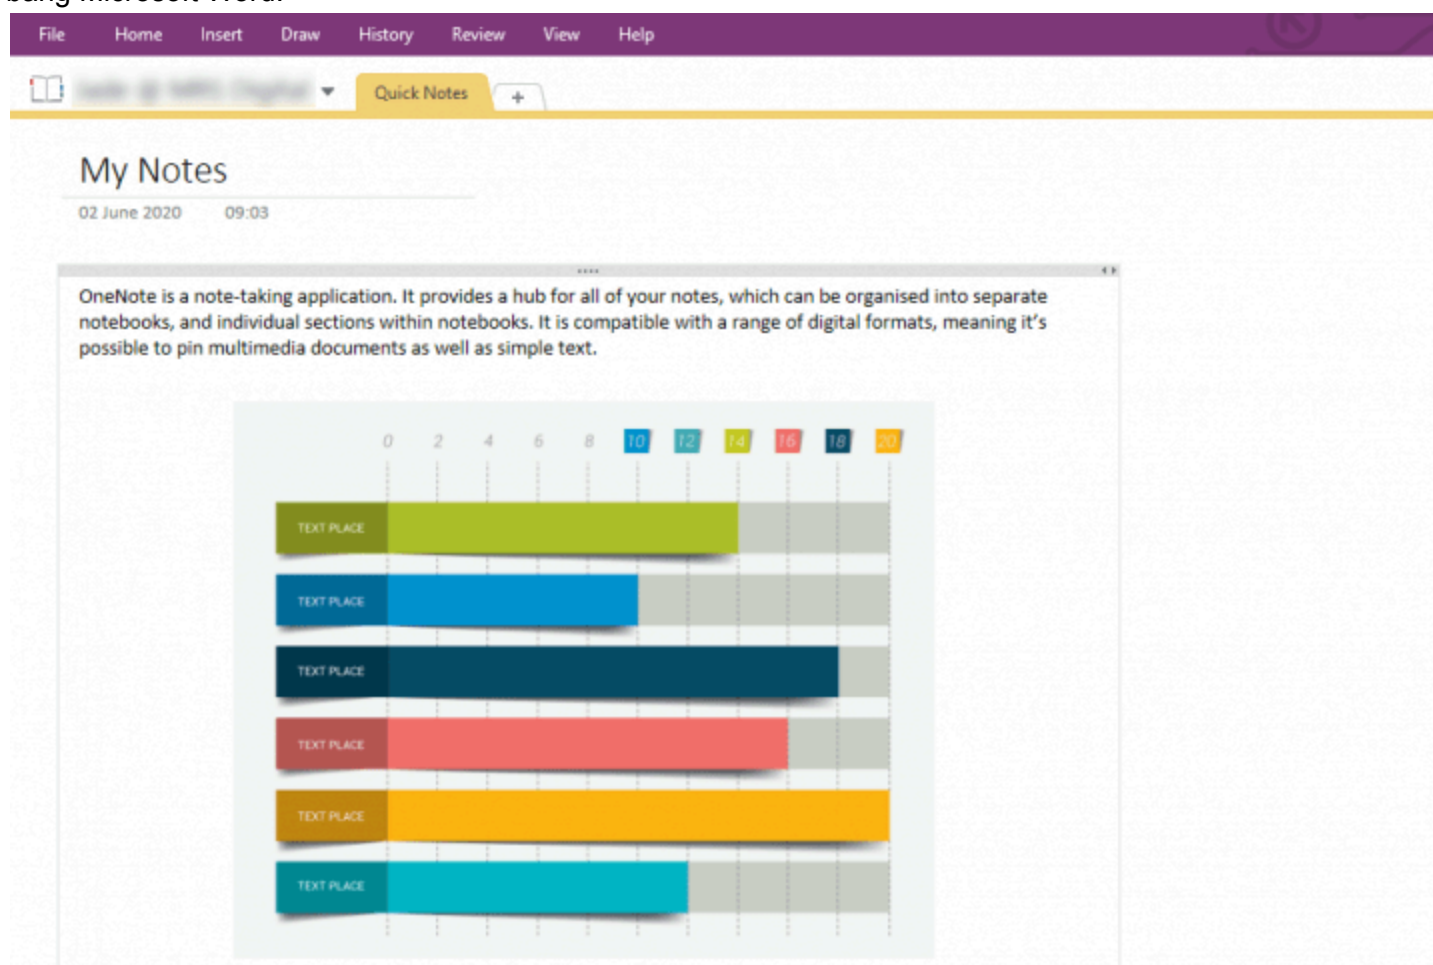 bằng Microsoft Word.
File Home Insert Draw History Review View Help
Quick Notes +
My Notes
02 June 2020 09:03
OneNote is a note-taking application. It provides a hub for all of your notes, which can be organised into separate
notebooks, and individual sections within notebooks. It is compatible with a range of digital formats, meaning it's
possible to pin multimedia documents as well as simple text.
0 2 4 6 8 10 12 14 16 18 20
TEXT PLACE
TEXT PLACE
TEXT PLACE
TEXT PLACE
TEXT PLACE
TEXT PLACE